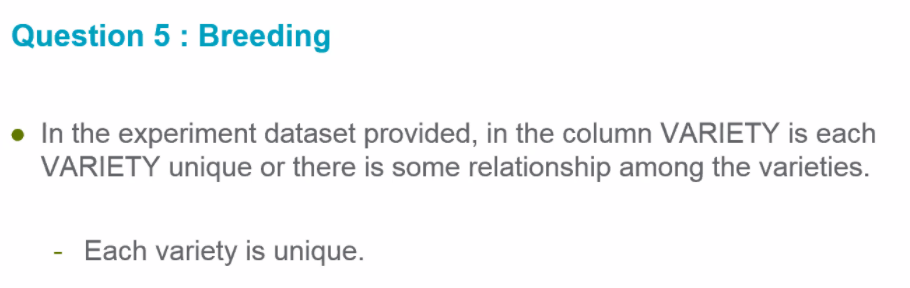 Question 5 : Breeding
● In the experiment dataset provided, in the column VARIETY is each
VARIETY unique or there is some relationship among the varieties.
- Each variety is unique.